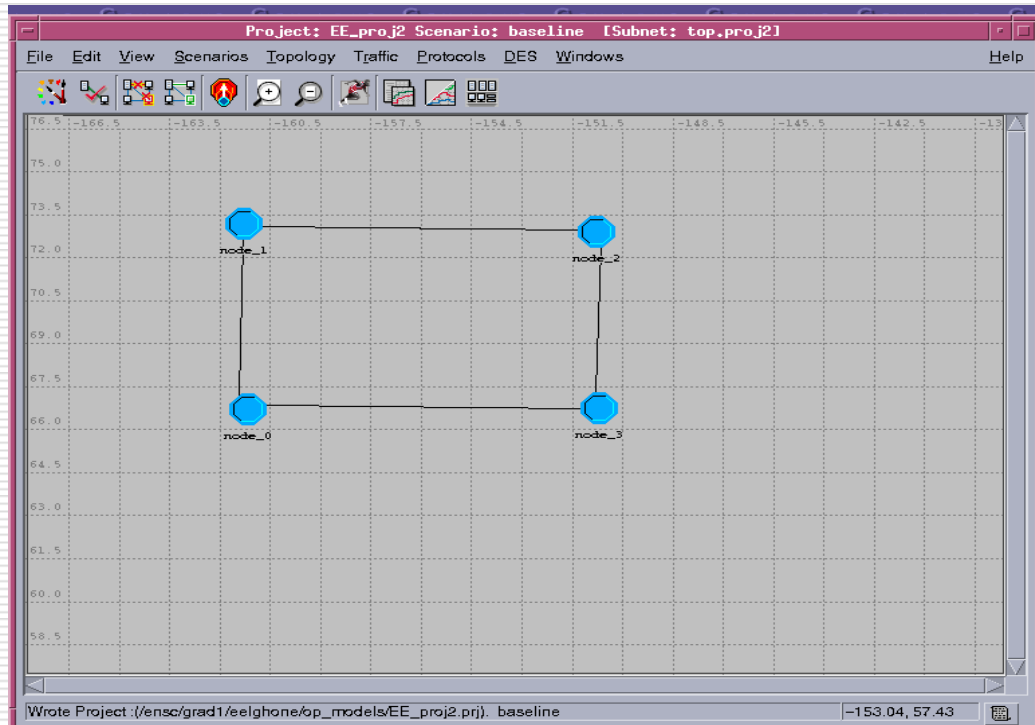 Project: EE_proj2 Scenario: baseline [Subnet: top.proj2]
File Edit View Scenarios Topology Traffic Protocols DES Windows Help
76.5 -166.5 -163.5 -160.5 -157.5 -154.5 -151.5 -148.5 -145.5 -142.5 -13
75.0
73.5
72.0
node_1
node_2
70.5
69.0
67.5
66.0
node_0
node_3
64.5
63.0
61.5
60.0
58.5
Wrote Project :(/ensc/grad1/eelghone/op_models/EE_proj2.prj). baseline
-153.04, 57.43